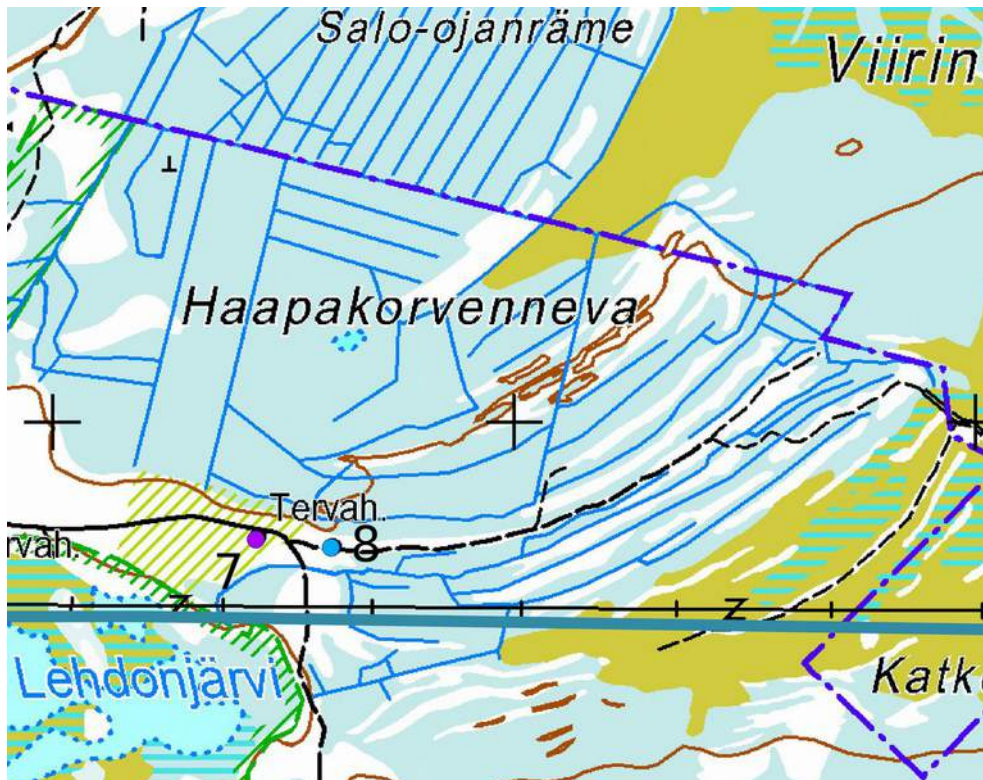 Salo-ojanräme
Viirin
Haapakorvenneva
Tervah.
rvah.
7
8
Lehdonjärvi
Katk